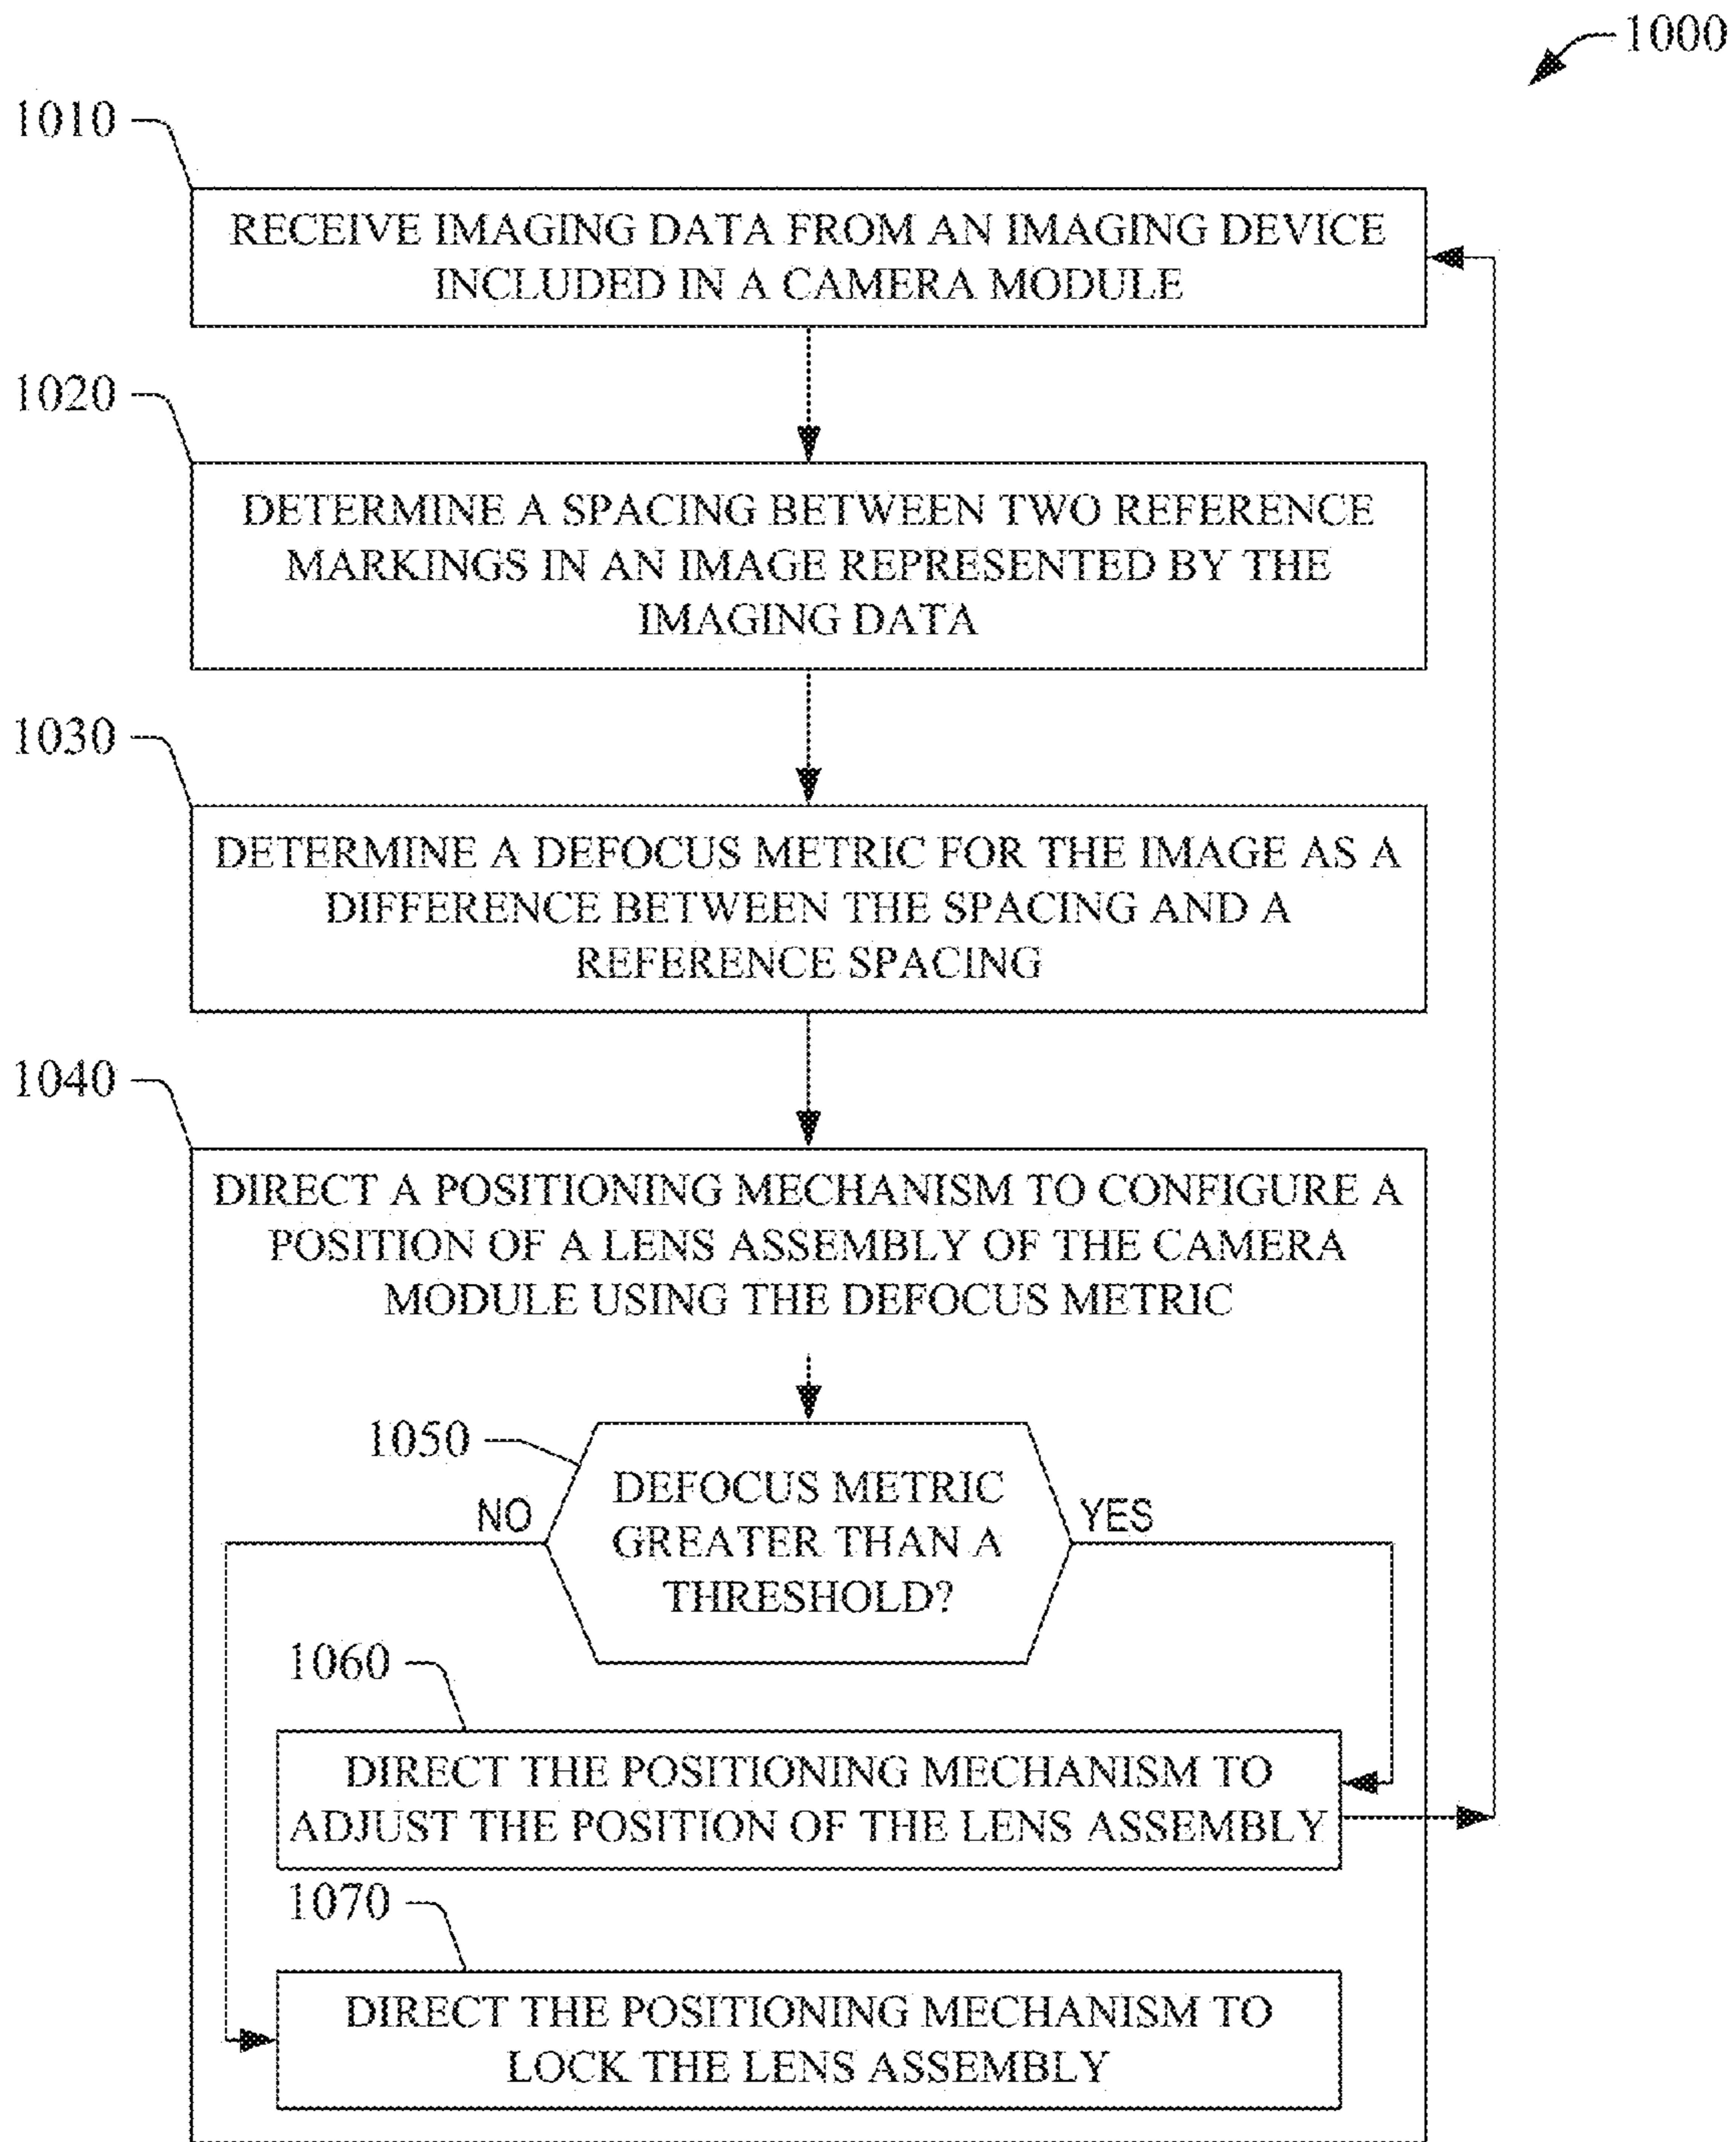 1000
1010
RECEIVE IMAGING DATA FROM AN IMAGING DEVICE
INCLUDED IN A CAMERA MODULE
1020
DETERMINE A SPACING BETWEEN TWO REFERENCE
MARKINGS IN AN IMAGE REPRESENTED BY THE
IMAGING DATA
1030
DETERMINE A DEFOCUS METRIC FOR THE IMAGE AS A
DIFFERENCE BETWEEN THE SPACING AND A
REFERENCE SPACING
1040
DIRECT A POSITIONING MECHANISM TO CONFIGURE A
POSITION OF A LENS ASSEMBLY OF THE CAMERA
MODULE USING THE DEFOCUS METRIC
1050
DEFOCUS METRIC
GREATER THAN A
THRESHOLD?
NO
YES
1060
DIRECT THE POSITIONING MECHANISM TO
ADJUST THE POSITION OF THE LENS ASSEMBLY
1070
DIRECT THE POSITIONING MECHANISM TO
LOCK THE LENS ASSEMBLY